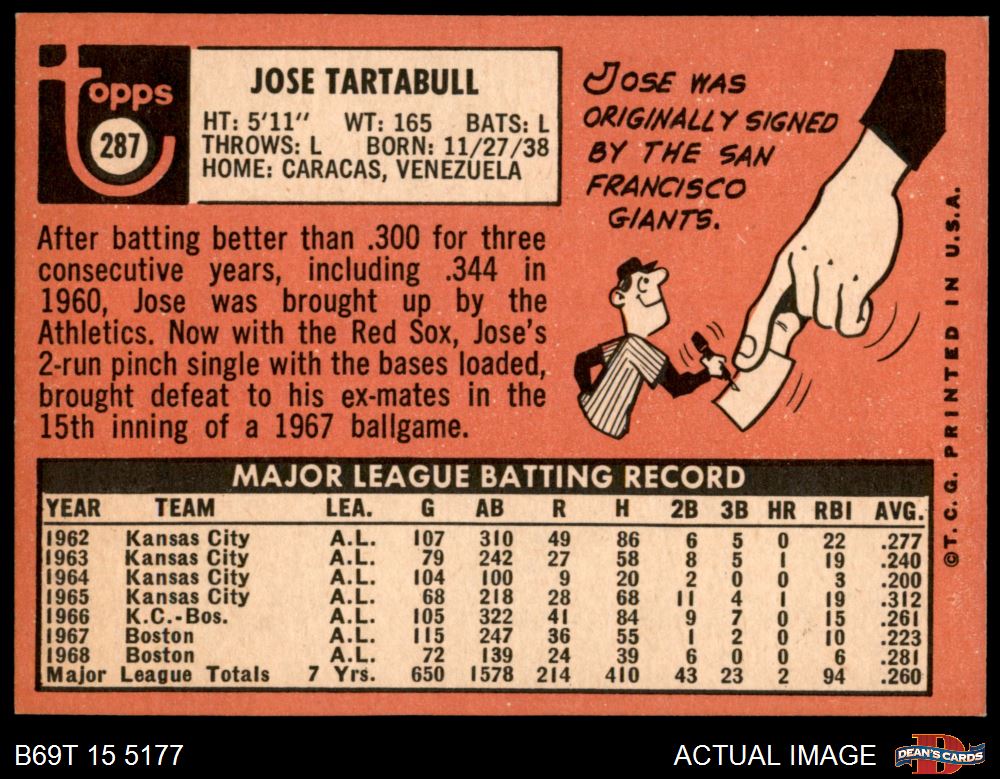 topps
287
JOSE TARTABULL
HT: 5'11" WT: 165 BATS: L
THROWS: L BORN: 11/27/38
HOME: CARACAS, VENEZUELA
JOSE WAS
ORIGINALLY SIGNED
BY THE SAN
FRANCISCO
GIANTS.
After batting better than .300 for three
consecutive years, including .344 in
1960, Jose was brought up by the
Athletics. Now with the Red Sox, Jose's
2-run pinch single with the bases loaded,
brought defeat to his ex-mates in the
15th inning of a 1967 ballgame.
MAJOR LEAGUE BATTING RECORD
YEAR TEAM LEA. G AB R H 2B 3B HR RBI AVG.
1962 Kansas City A.L. 107 310 49 86 6 5 0 22 .277
1963 Kansas City A.L. 79 242 27 58 8 5 1 19 .240
1964 Kansas City A.L. 104 100 9 20 2 0 0 3 .200
1965 Kansas City A.L. 68 218 28 68 11 4 1 19 .312
1966 K.C.-Bos. A.L. 105 322 41 84 9 7 0 15 .261
1967 Boston A.L. 115 247 36 55 1 2 0 10 .223
1968 Boston A.L. 72 139 24 39 6 0 0 6 .281
Major League Totals 7 Yrs. 650 1578 214 410 43 23 2 94 .260
©T.C.G. PRINTED IN U.S.A.
B69T 15 5177
ACTUAL IMAGE
DEAN'S CARDS